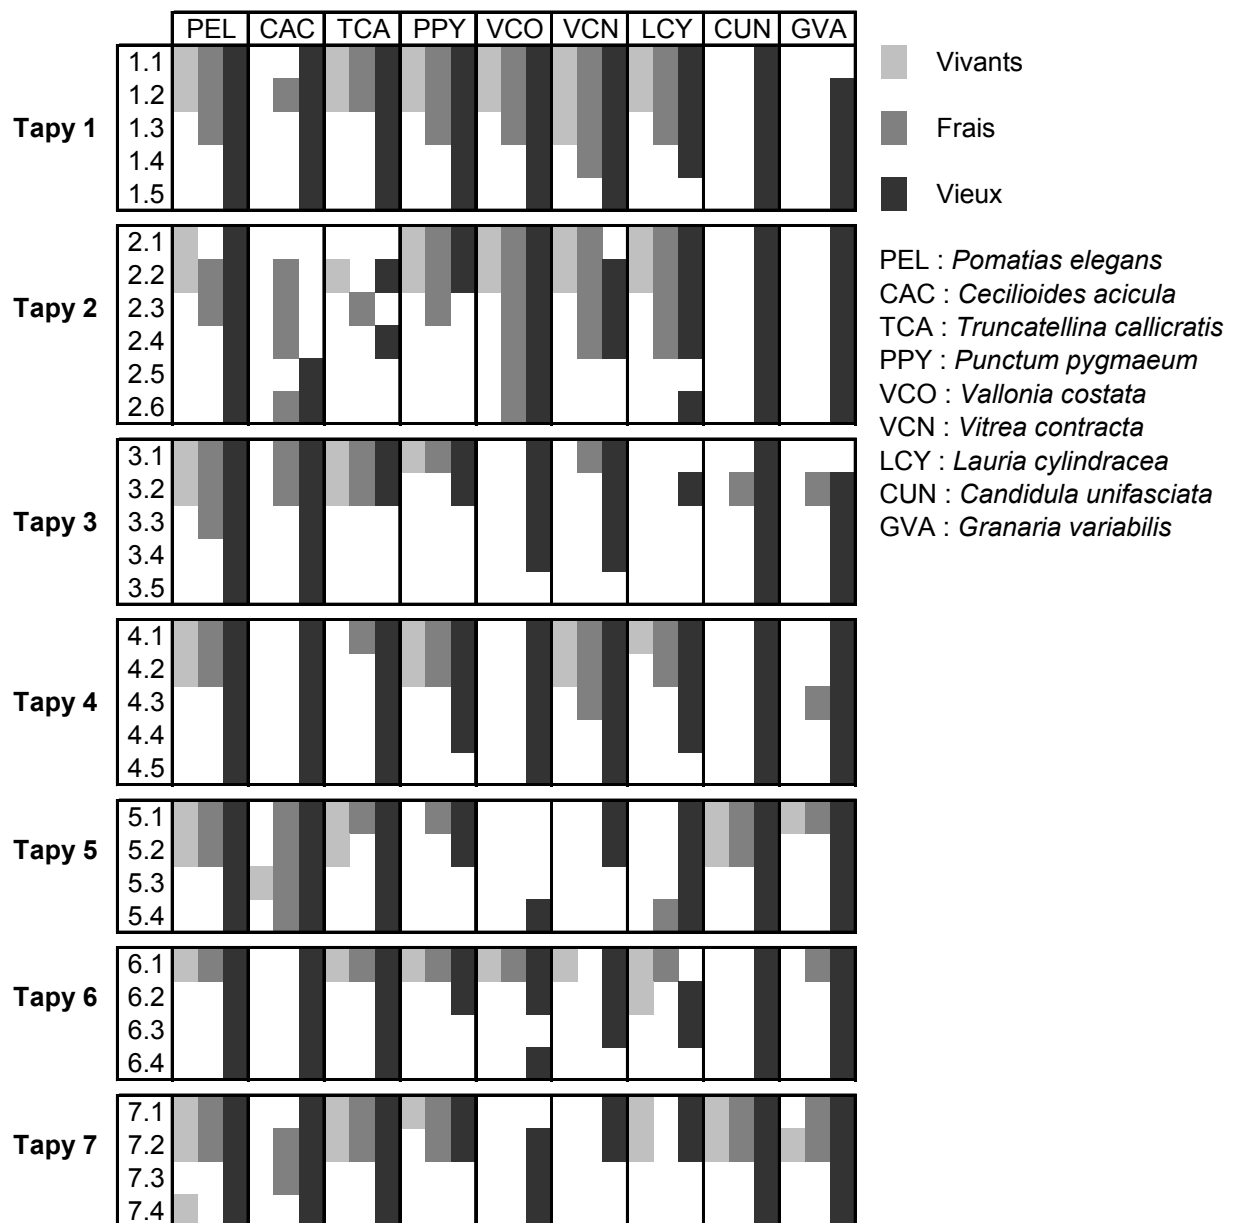 PEL CAC TCA PPY VCO VCN LCY CUN GVA
Tapy 1
1.1
1.2
1.3
1.4
1.5
Tapy 2
2.1
2.2
2.3
2.4
2.5
2.6
Tapy 3
3.1
3.2
3.3
3.4
3.5
Tapy 4
4.1
4.2
4.3
4.4
4.5
Tapy 5
5.1
5.2
5.3
5.4
Tapy 6
6.1
6.2
6.3
6.4
Tapy 7
7.1
7.2
7.3
7.4
Vivants
Frais
Vieux
PEL : Pomatias elegans
CAC : Cecilioides acicula
TCA : Truncatellina callicratis
PPY : Punctum pygmaeum
VCO : Vallonia costata
VCN : Vitrea contracta
LCY : Lauria cylindracea
CUN : Candidula unifasciata
GVA : Granaria variabilis